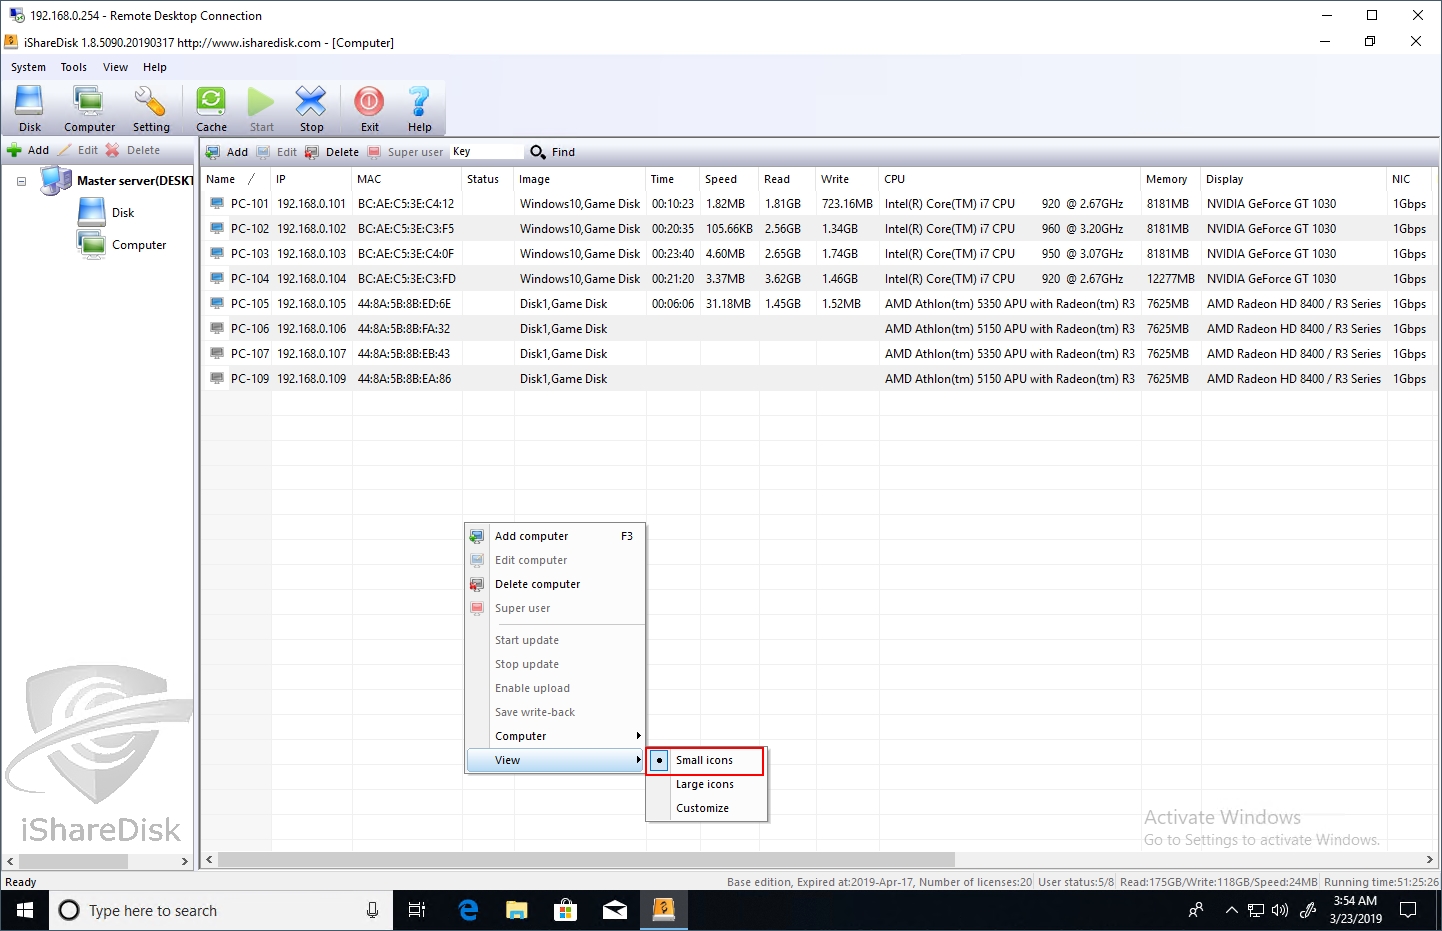 192.168.0.254 - Remote Desktop Connection
iShareDisk 1.8.5090.20190317 http://www.isharedisk.com - [Computer]
System Tools View Help
Disk Computer Setting Cache Start Stop Exit Help
Add Edit Delete
Add Edit Delete Super user Key Find
Master server(DESKT
Disk
Computer
Name / IP MAC Status Image Time Speed Read Write CPU Memory Display NIC
PC-101 192.168.0.101 BC:AE:C5:3E:C4:12 Windows10,Game Disk 00:10:23 1.82MB 1.81GB 723.16MB Intel(R) Core(TM) i7 CPU 920 @ 2.67GHz 8181MB NVIDIA GeForce GT 1030 1Gbps
PC-102 192.168.0.102 BC:AE:C5:3E:C3:F5 Windows10,Game Disk 00:20:35 105.66KB 2.56GB 1.34GB Intel(R) Core(TM) i7 CPU 960 @ 3.20GHz 8181MB NVIDIA GeForce GT 1030 1Gbps
PC-103 192.168.0.103 BC:AE:C5:3E:C4:0F Windows10,Game Disk 00:23:40 4.60MB 2.65GB 1.74GB Intel(R) Core(TM) i7 CPU 950 @ 3.07GHz 8181MB NVIDIA GeForce GT 1030 1Gbps
PC-104 192.168.0.104 BC:AE:C5:3E:C3:FD Windows10,Game Disk 00:21:20 3.37MB 3.62GB 1.46GB Intel(R) Core(TM) i7 CPU 920 @ 2.67GHz 12277MB NVIDIA GeForce GT 1030 1Gbps
PC-105 192.168.0.105 44:8A:5B:8B:ED:6E Disk1,Game Disk 00:06:06 31.18MB 1.45GB 1.52MB AMD Athlon(tm) 5350 APU with Radeon(tm) R3 7625MB AMD Radeon HD 8400 / R3 Series 1Gbps
PC-106 192.168.0.106 44:8A:5B:8B:FA:32 Disk1,Game Disk AMD Athlon(tm) 5150 APU with Radeon(tm) R3 7625MB AMD Radeon HD 8400 / R3 Series 1Gbps
PC-107 192.168.0.107 44:8A:5B:8B:EB:43 Disk1,Game Disk AMD Athlon(tm) 5350 APU with Radeon(tm) R3 7625MB AMD Radeon HD 8400 / R3 Series 1Gbps
PC-109 192.168.0.109 44:8A:5B:8B:EA:86 Disk1,Game Disk AMD Athlon(tm) 5150 APU with Radeon(tm) R3 7625MB AMD Radeon HD 8400 / R3 Series 1Gbps
Add computer F3
Edit computer
Delete computer
Super user
Start update
Stop update
Enable upload
Save write-back
Computer
View
Small icons
Large icons
Customize
iShareDisk
Activate Windows
Go to Settings to activate Windows.
Ready
Base edition, Expired at:2019-Apr-17, Number of licenses:20 User status:5/8 Read:175GB/Write:118GB/Speed:24MB Running time:51:25:26
Type here to search
3:54 AM
3/23/2019